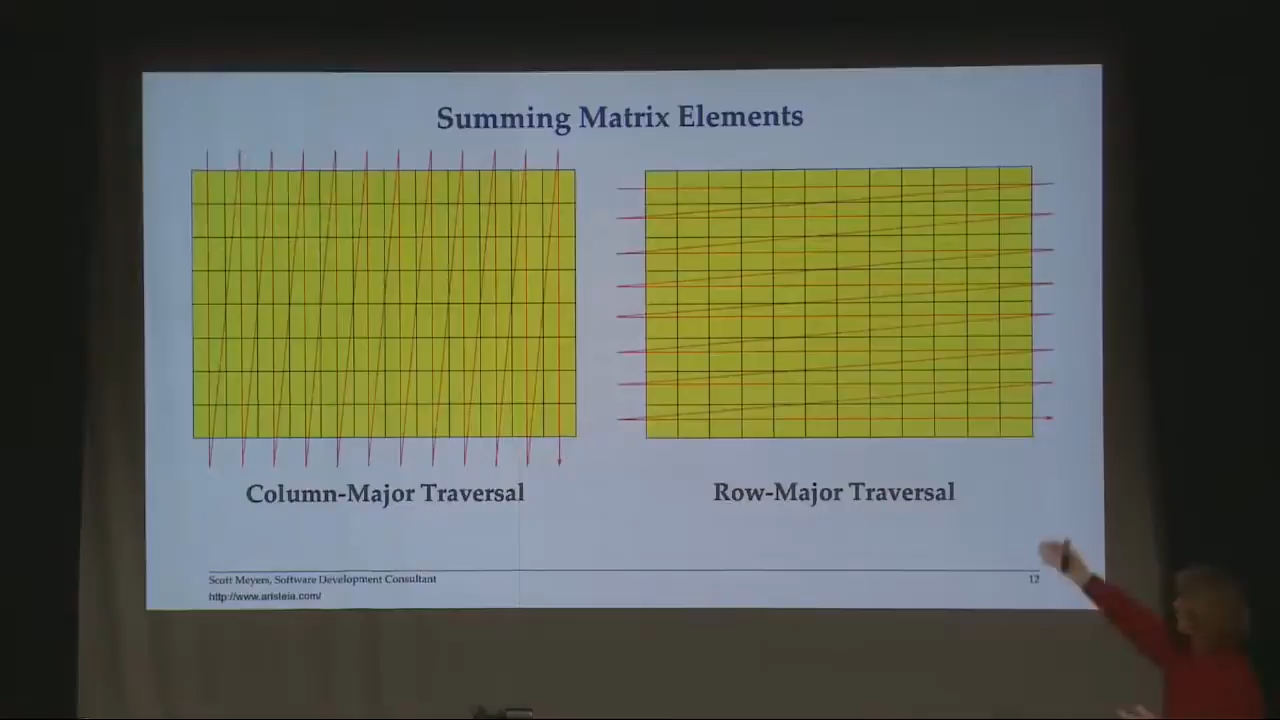 Summing Matrix Elements
Column-Major Traversal
Row-Major Traversal
Scott Meyers, Software Development Consultant
http://www.aristeia.com/
12